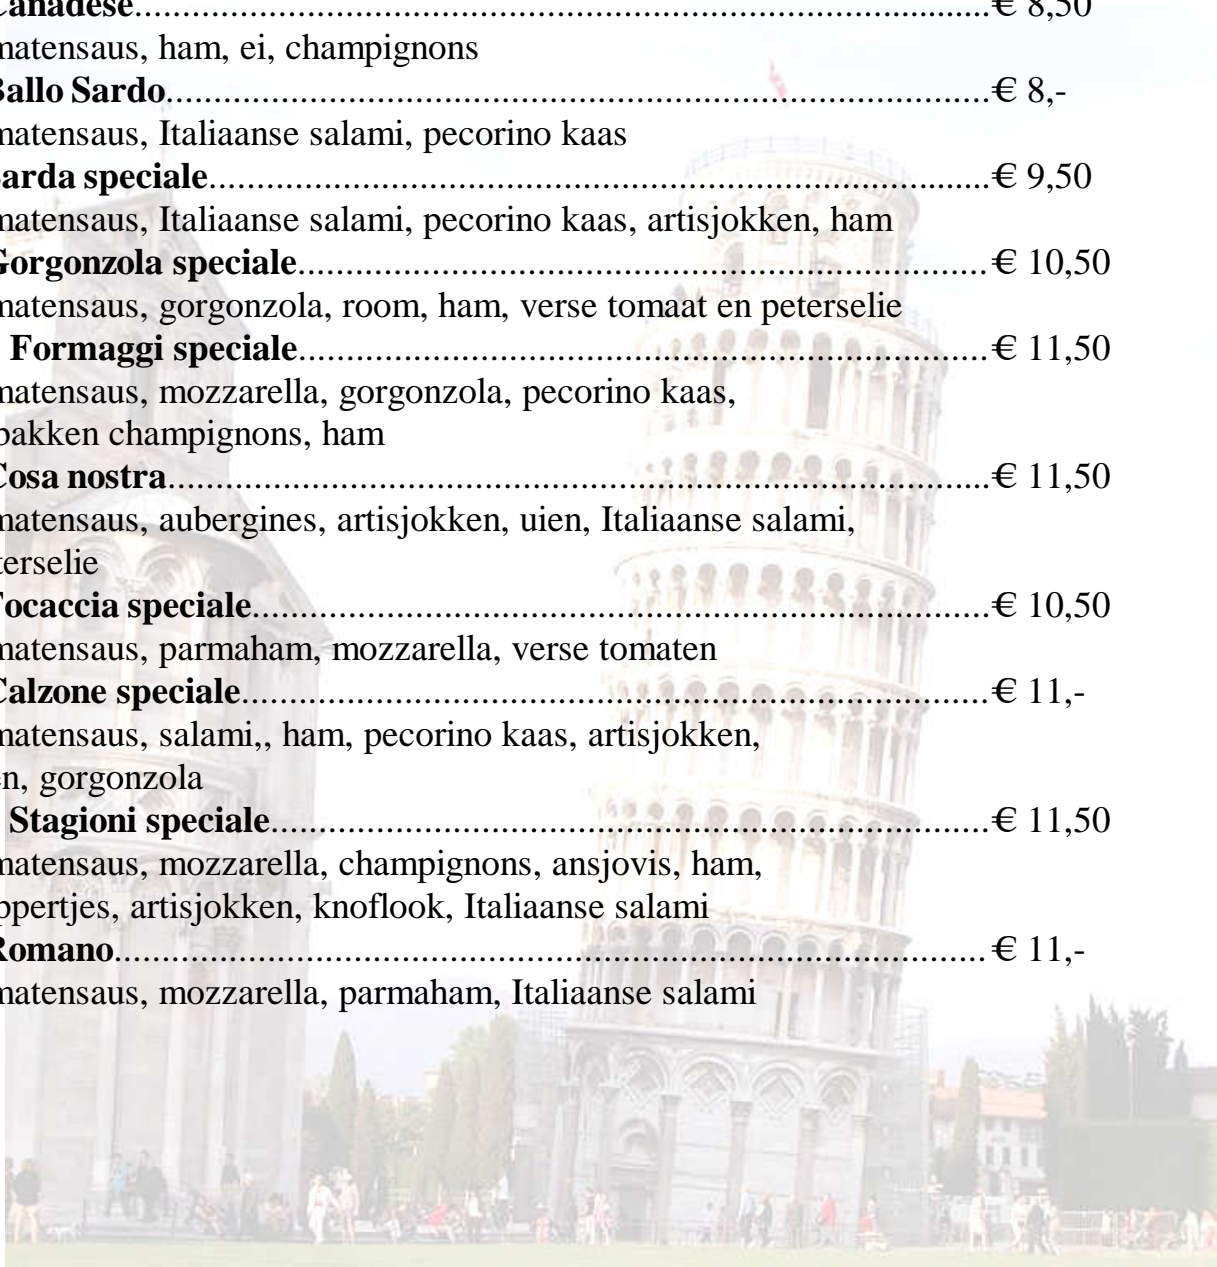 Canadese........................................................................................€ 8,50
matensaus, ham, ei, champignons
Ballo Sardo.....................................................................................€ 8,-
matensaus, Italiaanse salami, pecorino kaas
Sarda speciale.................................................................................€ 9,50
matensaus, Italiaanse salami, pecorino kaas, artisjokken, ham
Gorgonzola speciale.......................................................................€ 10,50
matensaus, gorgonzola, room, ham, verse tomaat en peterselie
Formaggi speciale.......................................................................€ 11,50
matensaus, mozzarella, gorgonzola, pecorino kaas,
bakken champignons, ham
Cosa nostra.....................................................................................€ 11,50
matensaus, aubergines, artisjokken, uien, Italiaanse salami,
terselie
Focaccia speciale............................................................................€ 10,50
matensaus, parmaham, mozzarella, verse tomaten
Calzone speciale.............................................................................€ 11,-
matensaus, salami,, ham, pecorino kaas, artisjokken,
en, gorgonzola
Stagioni speciale..........................................................................€ 11,50
matensaus, mozzarella, champignons, ansjovis, ham,
ppertjes, artisjokken, knoflook, Italiaanse salami
Romano..........................................................................................€ 11,-
matensaus, mozzarella, parmaham, Italiaanse salami